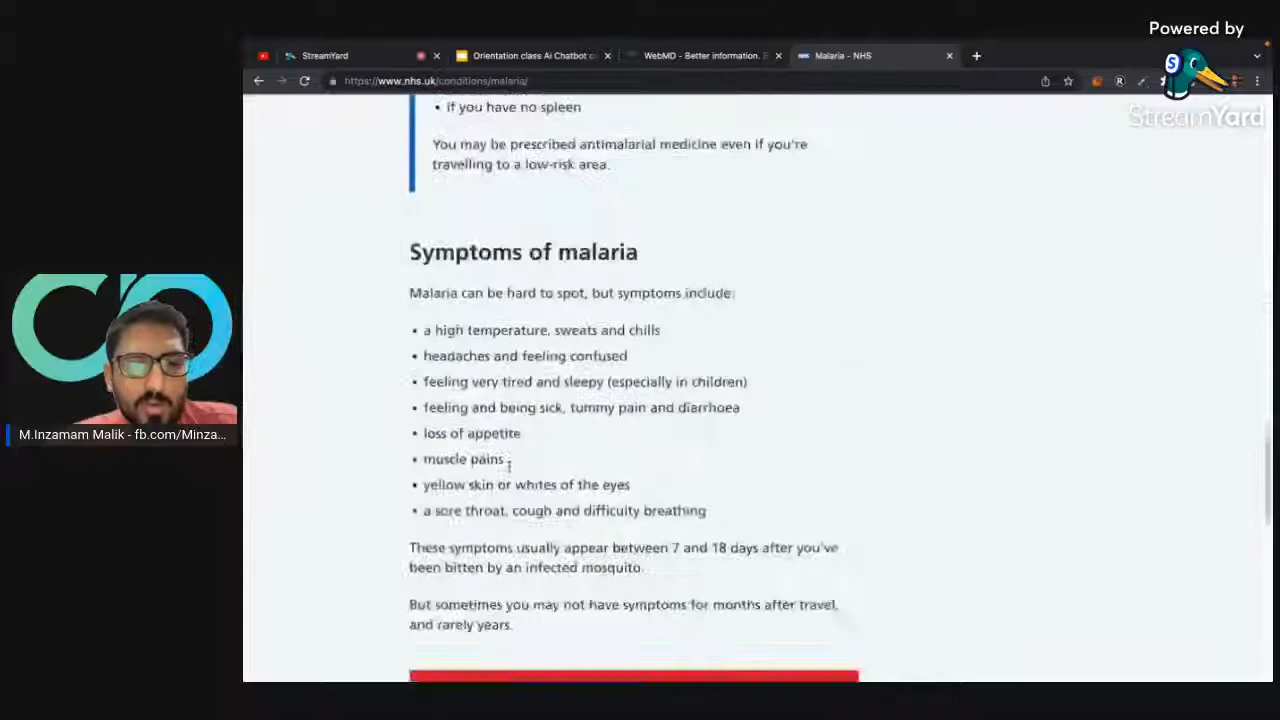 Powered by
StreamYard
StreamYard
Orientation class Ai Chatbot c
WebMD - Better information.
Malaria - NHS
https://www.nhs.uk/conditions/malaria/
• if you have no spleen
You may be prescribed antimalarial medicine even if you're
travelling to a low-risk area.
Symptoms of malaria
Malaria can be hard to spot, but symptoms include:
• a high temperature, sweats and chills
• headaches and feeling confused
• feeling very tired and sleepy (especially in children)
• feeling and being sick, tummy pain and diarrhoea
• loss of appetite
• muscle pains
• yellow skin or whites of the eyes
• a sore throat, cough and difficulty breathing
These symptoms usually appear between 7 and 18 days after you've
been bitten by an infected mosquito.
But sometimes you may not have symptoms for months after travel,
and rarely years.
M.Inzamam Malik - fb.com/Minza...